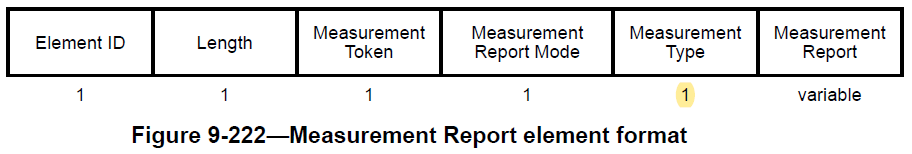 Element ID
Length
Measurement
Token
Measurement
Report Mode
Measurement
Type
Measurement
Report
1
1
1
1
1
variable
Figure 9-222—Measurement Report element format